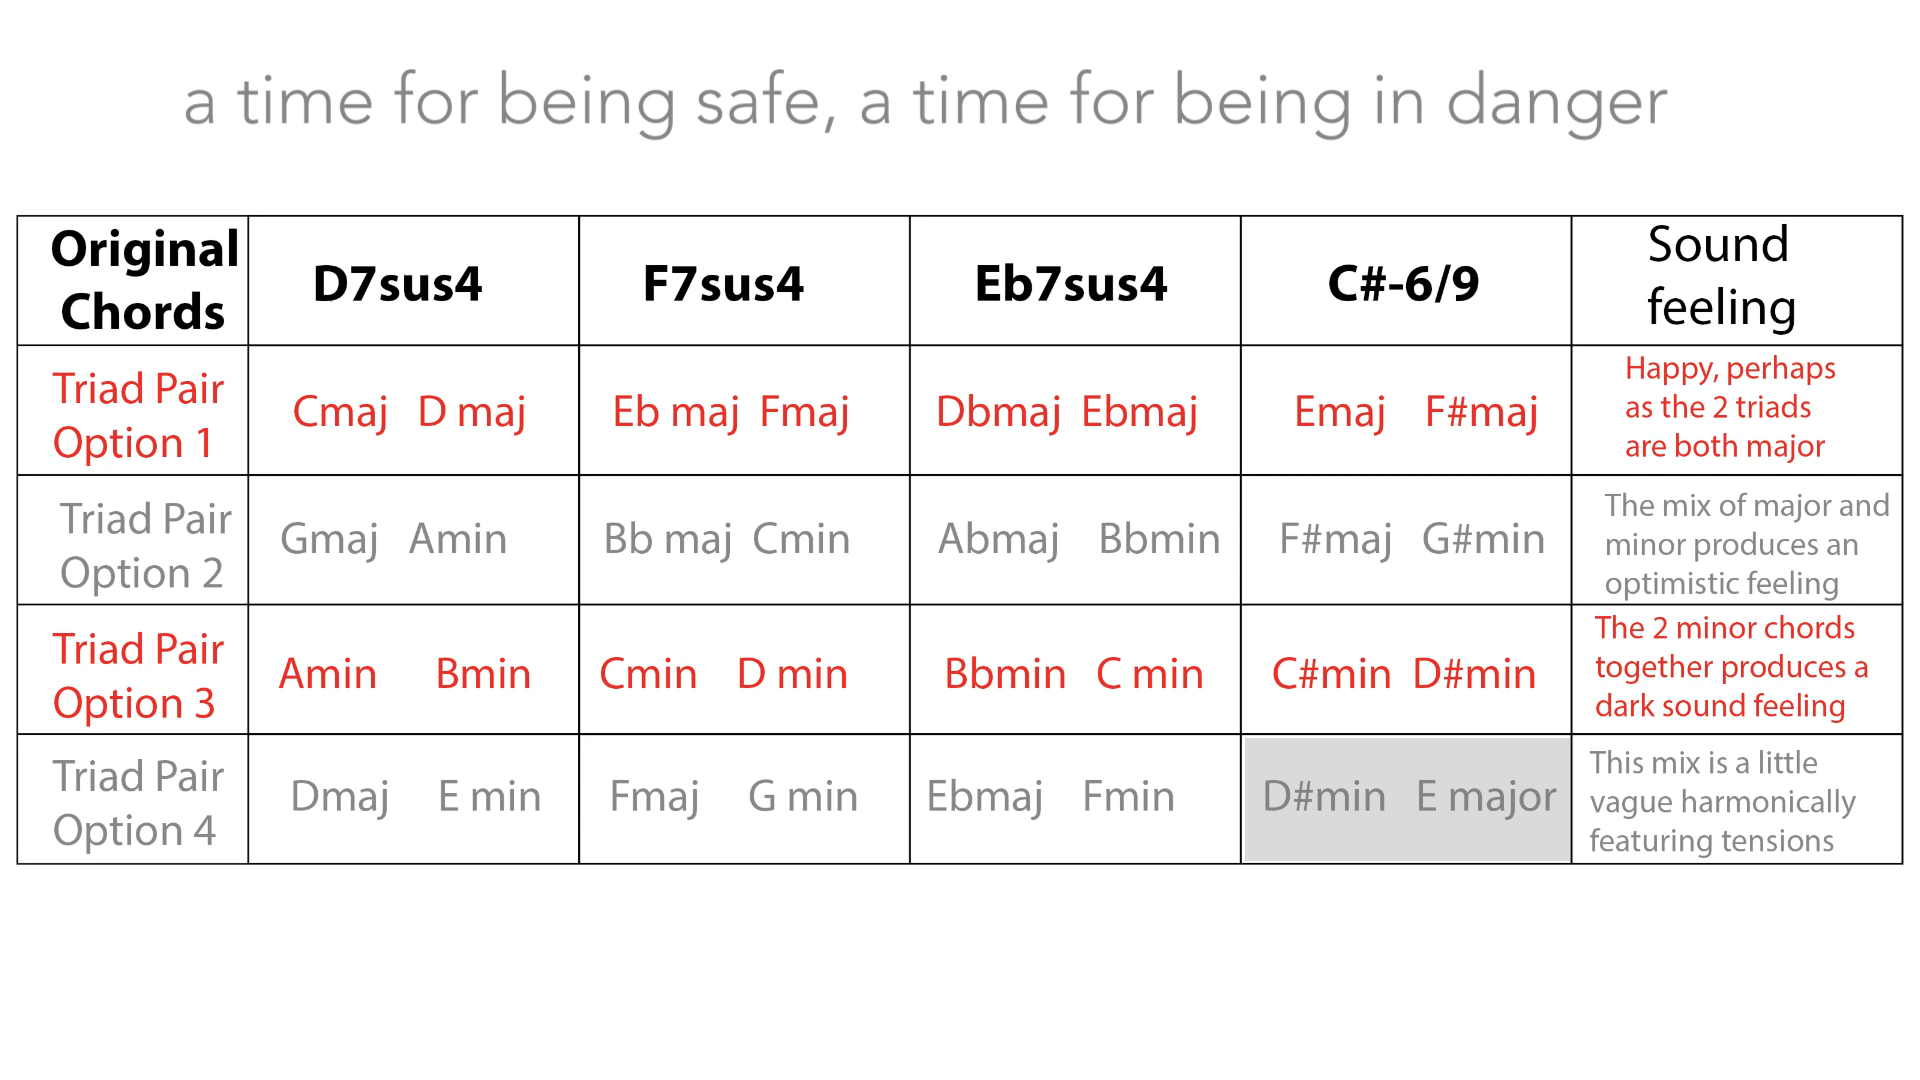 a time for being safe, a time for being in danger
Original
Chords
D7sus4
F7sus4
Eb7sus4
C#-6/9
Sound
feeling
Triad Pair
Option 1
Cmaj D maj
Eb maj Fmaj
Dbmaj Ebmaj
Emaj F#maj
Happy, perhaps
as the 2 triads
are both major
Triad Pair
Option 2
Gmaj Amin
Bb maj Cmin
Abmaj Bbmin
F#maj G#min
The mix of major and
minor produces an
optimistic feeling
Triad Pair
Option 3
Amin Bmin
Cmin D min
Bbmin C min
C#min D#min
The 2 minor chords
together produces a
dark sound feeling
Triad Pair
Option 4
Dmaj E min
Fmaj G min
Ebmaj Fmin
D#min E major
This mix is a little
vague harmonically
featuring tensions